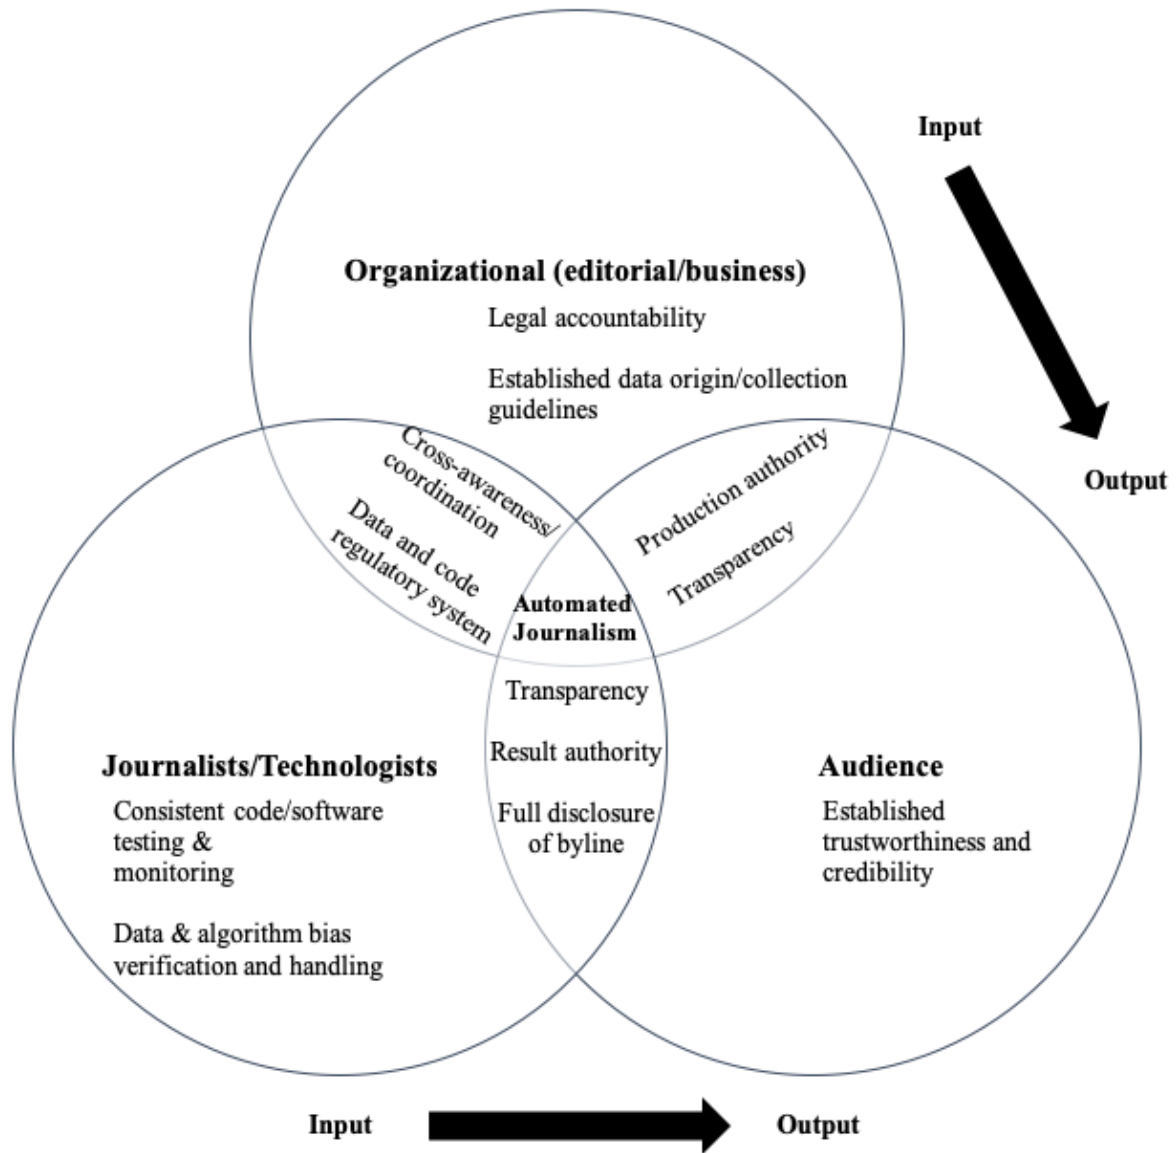 Input
Organizational (editorial/business)
Legal accountability
Established data origin/collection
guidelines
Output
Cross-awareness/
coordination
Data and code
regulatory system
Production authority
Transparency
Automated
Journalism
Transparency
Result authority
Full disclosure
of byline
Journalists/Technologists
Consistent code/software
testing &
monitoring
Data & algorithm bias
verification and handling
Audience
Established
trustworthiness and
credibility
Input
Output